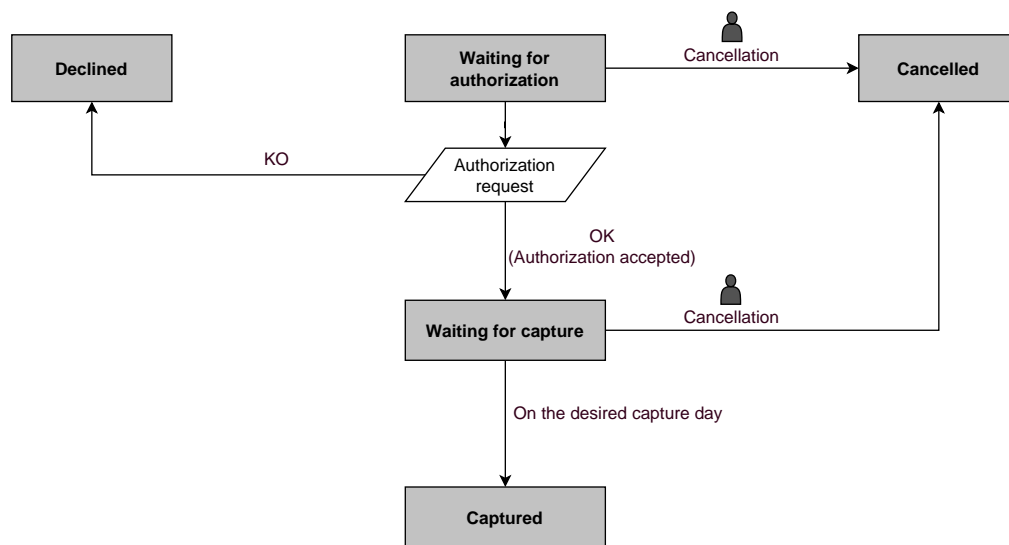 Declined
Waiting for
authorization
Cancellation
Cancelled
KO
Authorization
request
OK
(Authorization accepted)
Waiting for capture
Cancellation
On the desired capture day
Captured